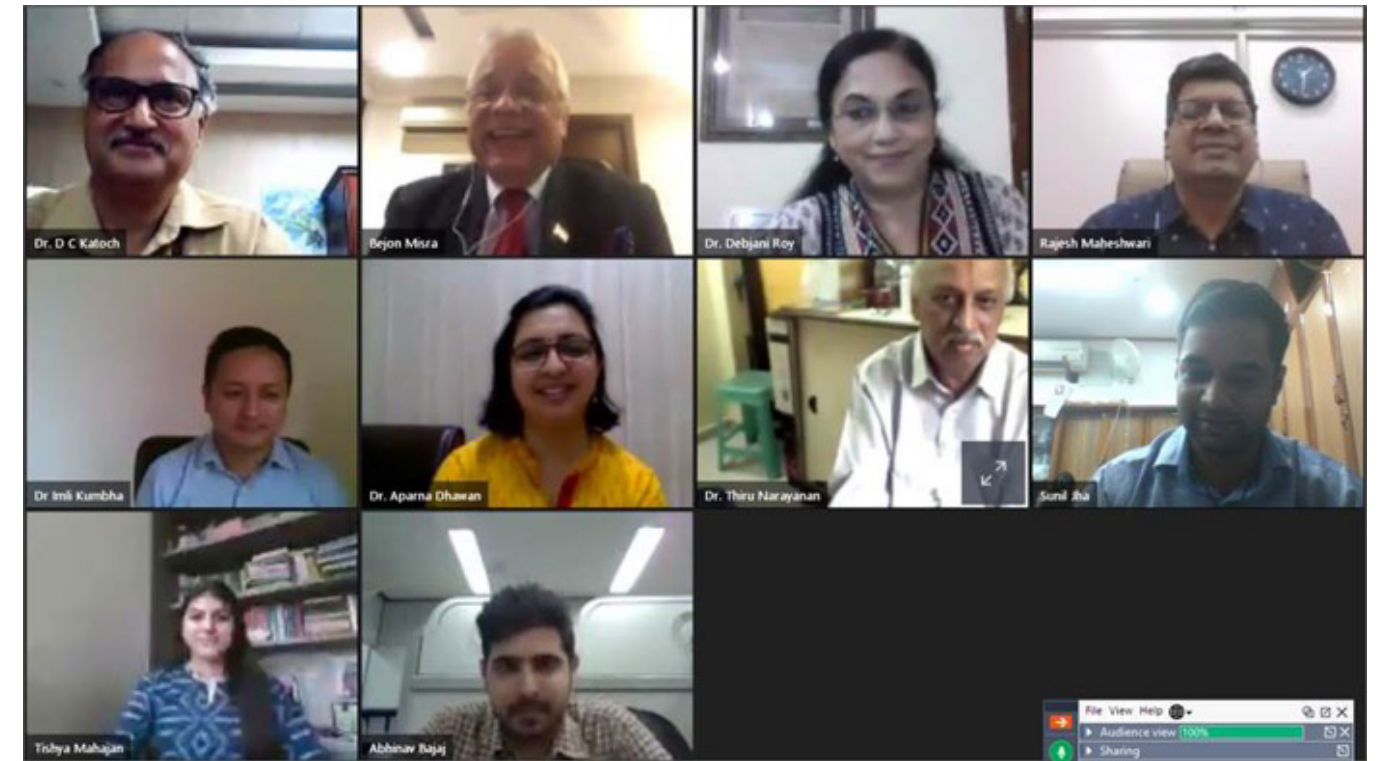 Dr. D C Katoch
Bejon Misra
Dr. Debjani Roy
Rajesh Maheshwari
Dr Imli Kumbha
Dr. Aparna Dhawan
Dr. Thiru Narayanan
Sunil Jha
Tishya Mahajan
Abhinav Bajaj
File View Help
Audience view 100%
Sharing